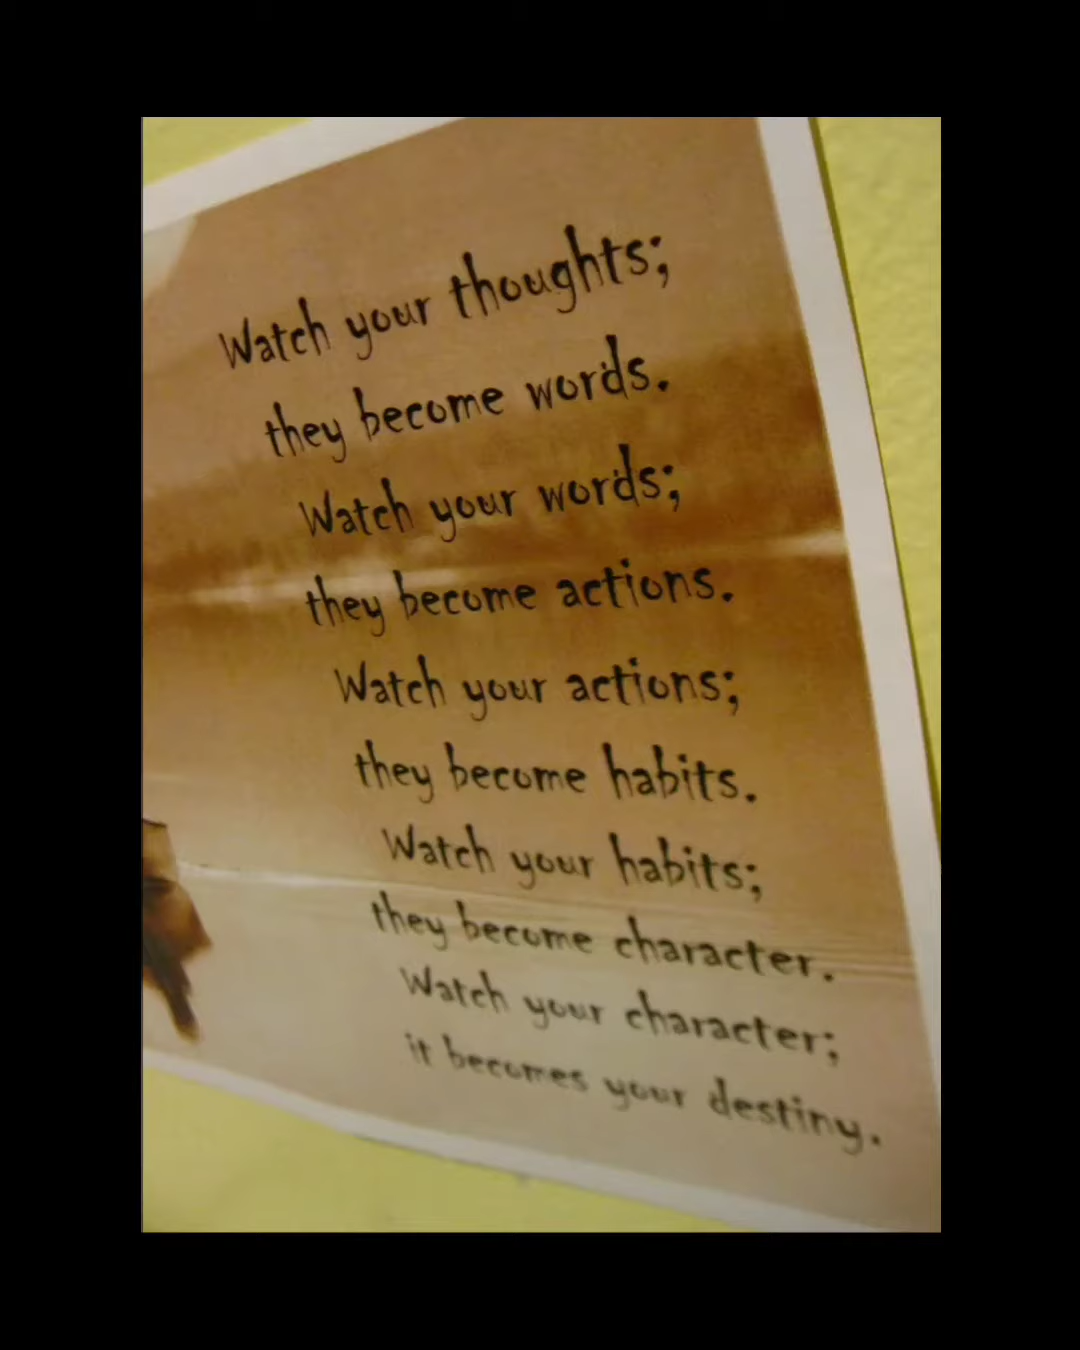 Watch your thoughts;
they become words.
Watch your words;
they become actions.
Watch your actions;
they become habits.
Watch your habits;
they become character.
Watch your character;
it becomes your destiny.